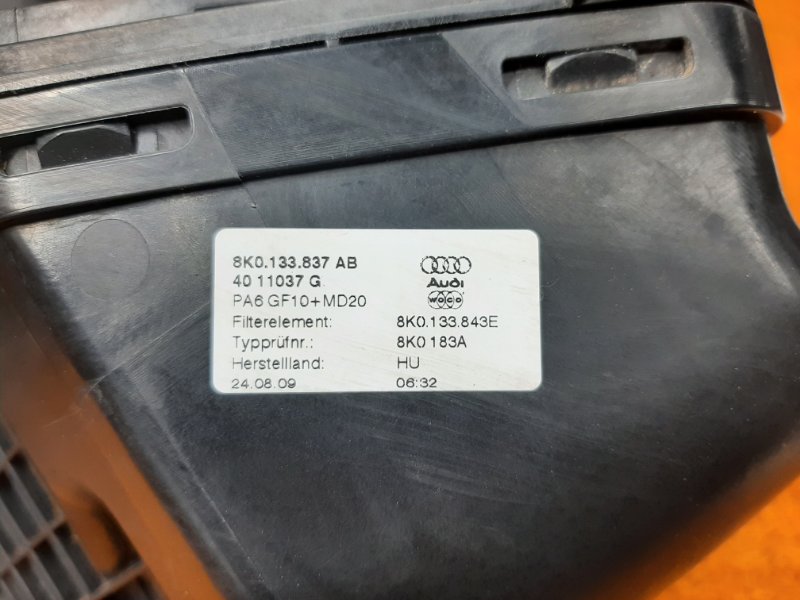 8K0.133.837 AB
40 11037 G
Audi
PA6 GF10+MD20
WOCO
Filterelement: 8K0.133.843E
Typprüfnr.: 8K0 183A
Herstellland: HU
24.08.09 06:32